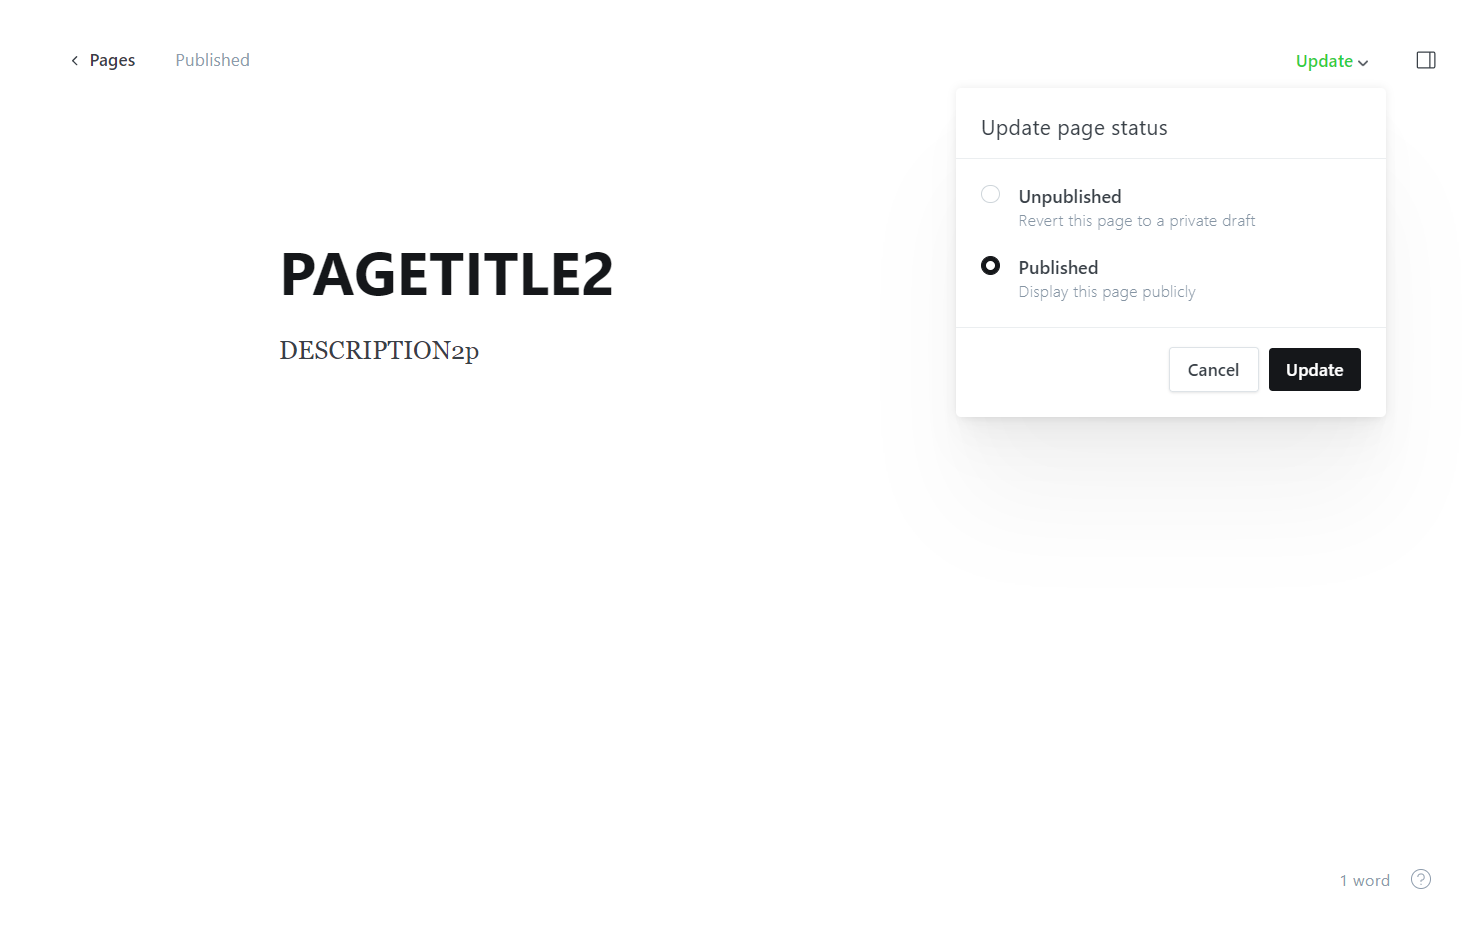 Pages
Published
Update
Update page status
Unpublished
Revert this page to a private draft
Published
Display this page publicly
Cancel
Update
PAGETITLE2
DESCRIPTION2p
1 word
?